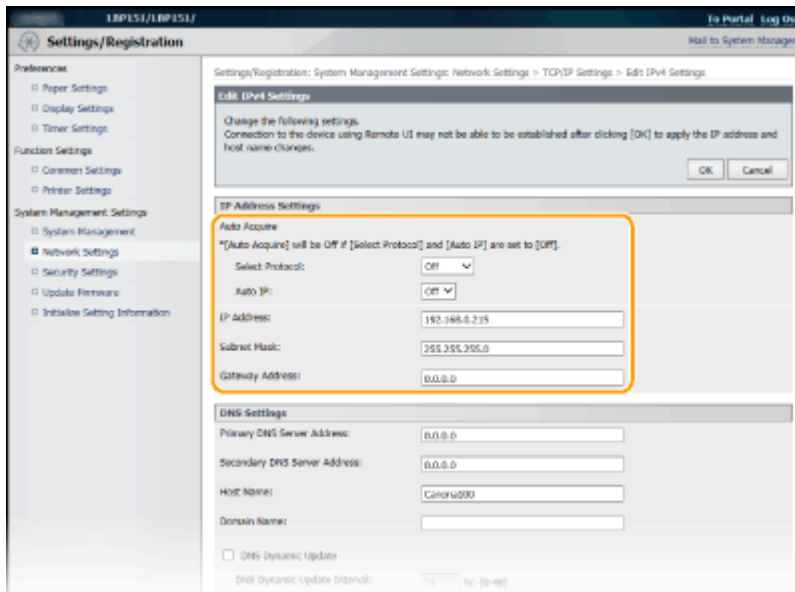 LBP151/LBP151/
To Portal Log Ou
Settings/Registration
Mail to System Manager
Preferences
Paper Settings
Display Settings
Timer Settings
Function Settings
Common Settings
Printer Settings
System Management Settings
System Management
Network Settings
Security Settings
Update Firmware
Initialize Setting Information
Settings/Registration: System Management Settings: Network Settings > TCP/IP Settings > Edit IPv4 Settings
Edit IPv4 Settings
Change the following settings.
Connection to the device using Remote UI may not be able to be established after clicking [OK] to apply the IP address and
host name changes.
OK Cancel
IP Address Settings
Auto Acquire
*[Auto Acquire] will be Off if [Select Protocol] and [Auto IP] are set to [Off].
Select Protocol: Off
Auto IP: Off
IP Address: 192.168.0.215
Subnet Mask: 255.255.255.0
Gateway Address: 0.0.0.0
DNS Settings
Primary DNS Server Address: 0.0.0.0
Secondary DNS Server Address: 0.0.0.0
Host Name:
Domain Name:
DNS Dynamic Update
DNS Dynamic Update Interval: hr. [0-48]